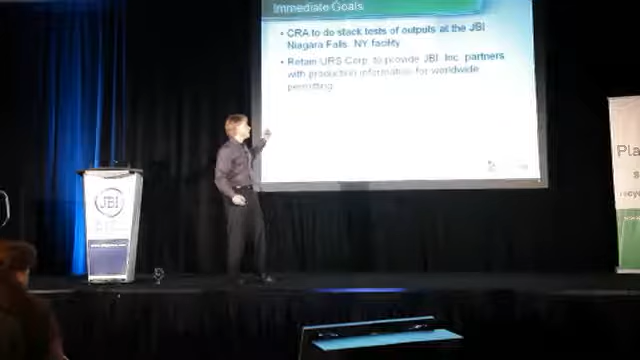 Immediate Goals
• CRA to do stack tests of outputs at the JBI
Niagara Falls, NY facility
• Retain URS Corp. to provide JBI, Inc. partners
with production information for worldwide
permitting
JBI